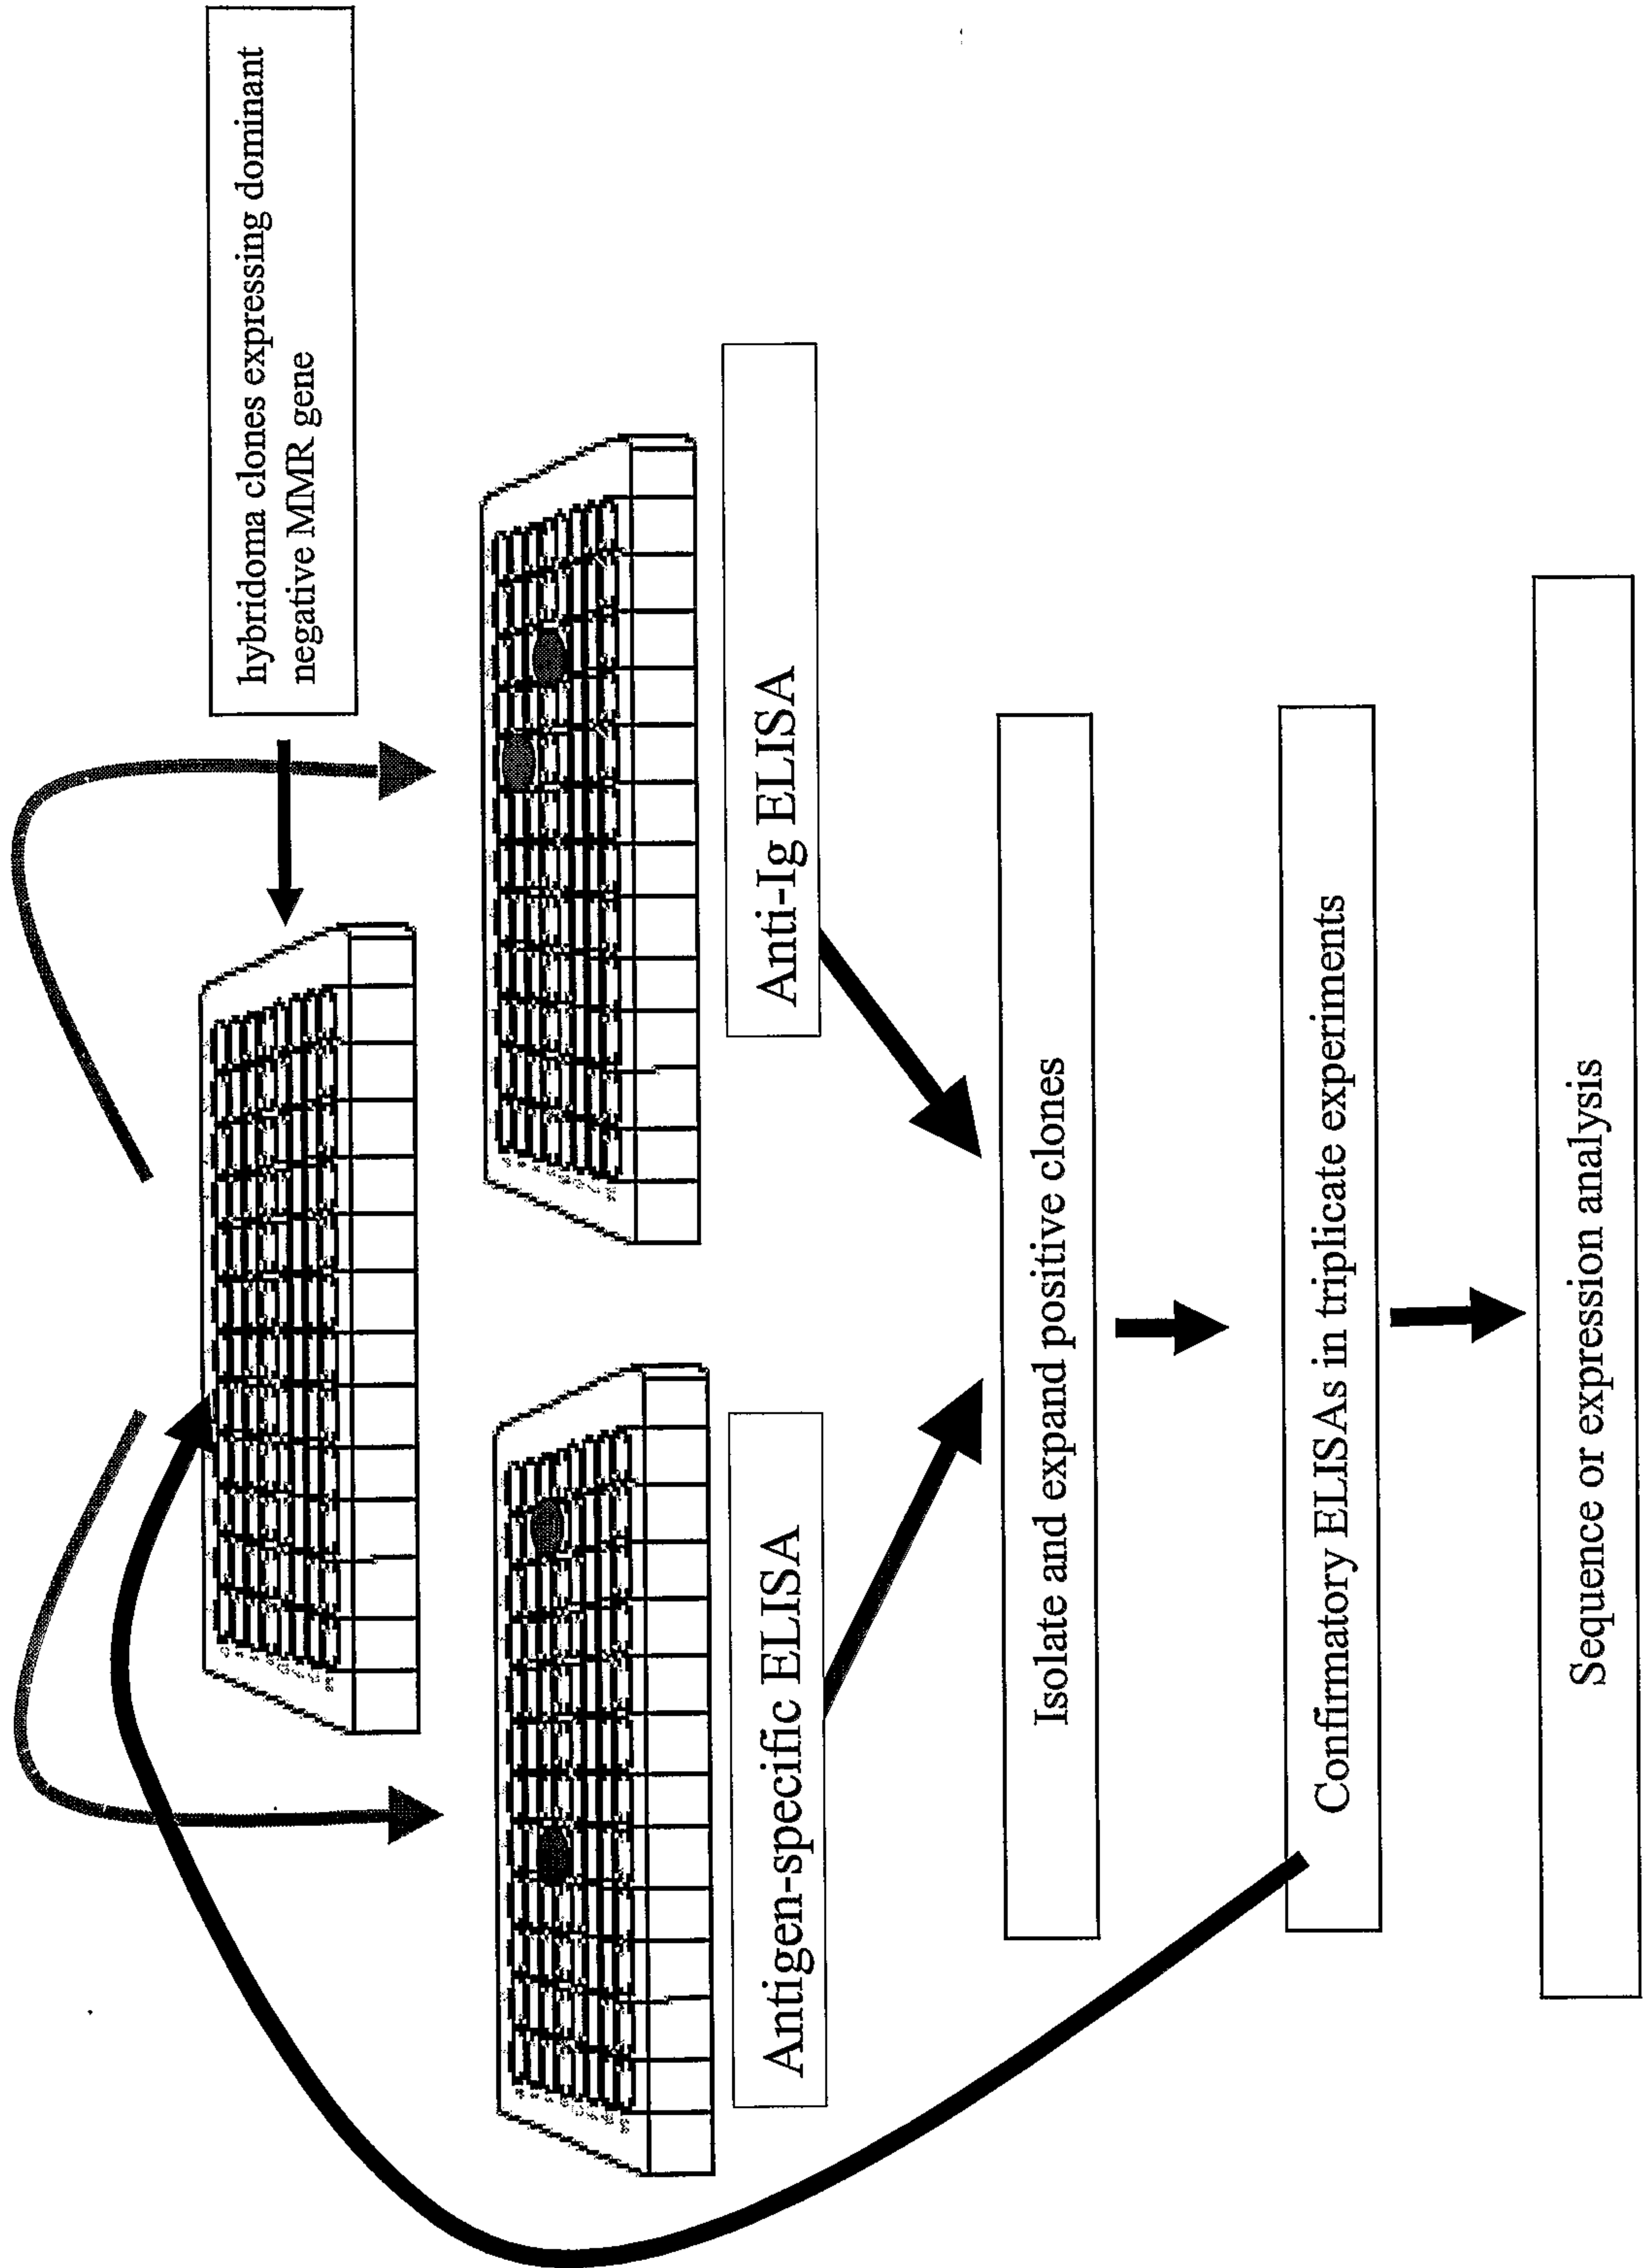 hybridoma clones expressing dominant
negative MMR gene
Antigen-specific ELISA
Anti-Ig ELISA
Isolate and expand positive clones
Confirmatory ELISAs in triplicate experiments
Sequence or expression analysis